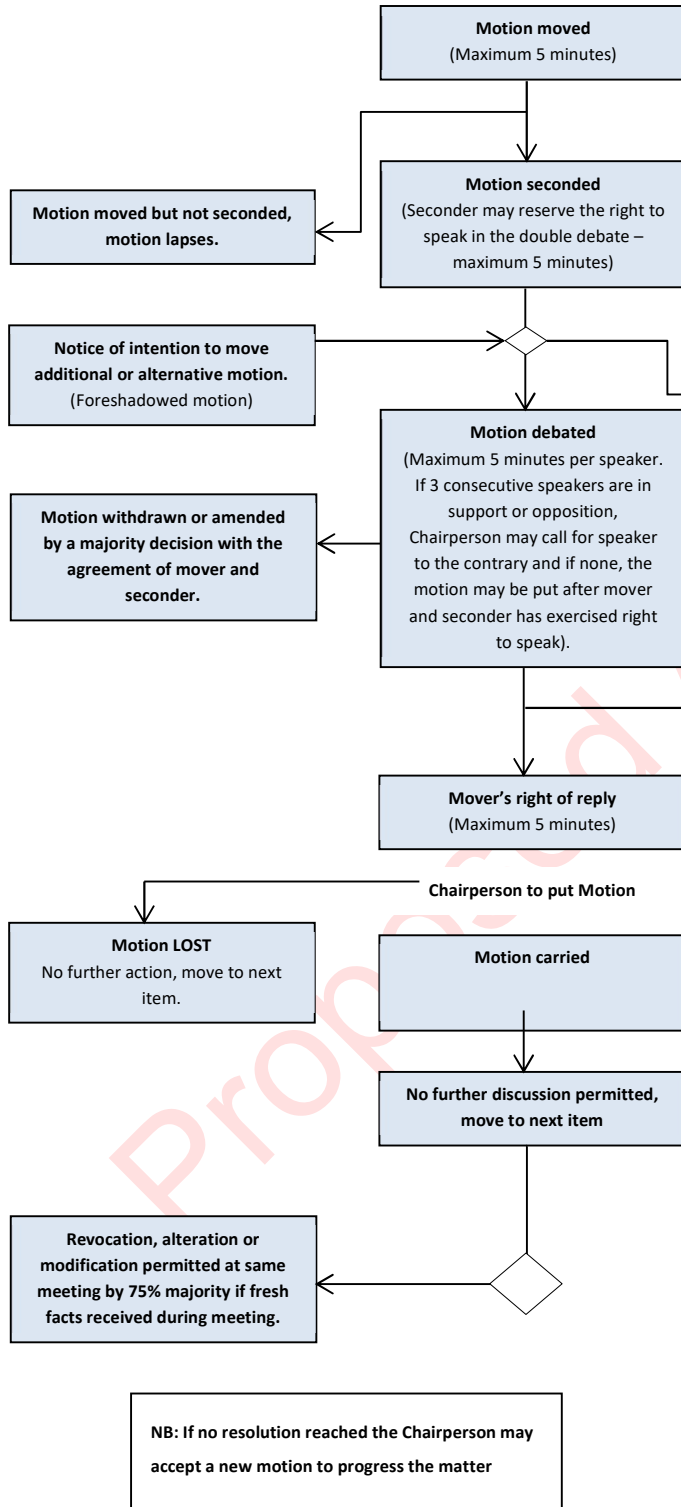 Motion moved
(Maximum 5 minutes)
Motion seconded
(Seconder may reserve the right to
speak in the double debate –
maximum 5 minutes)
Motion moved but not seconded,
motion lapses.
Notice of intention to move
additional or alternative motion.
(Foreshadowed motion)
Motion debated
(Maximum 5 minutes per speaker.
If 3 consecutive speakers are in
support or opposition,
Chairperson may call for speaker
to the contrary and if none, the
motion may be put after mover
and seconder has exercised right
to speak).
Motion withdrawn or amended
by a majority decision with the
agreement of mover and
seconder.
Mover's right of reply
(Maximum 5 minutes)
Chairperson to put Motion
Motion LOST
No further action, move to next
item.
Motion carried
No further discussion permitted,
move to next item
Revocation, alteration or
modification permitted at same
meeting by 75% majority if fresh
facts received during meeting.
NB: If no resolution reached the Chairperson may
accept a new motion to progress the matter
Proposed